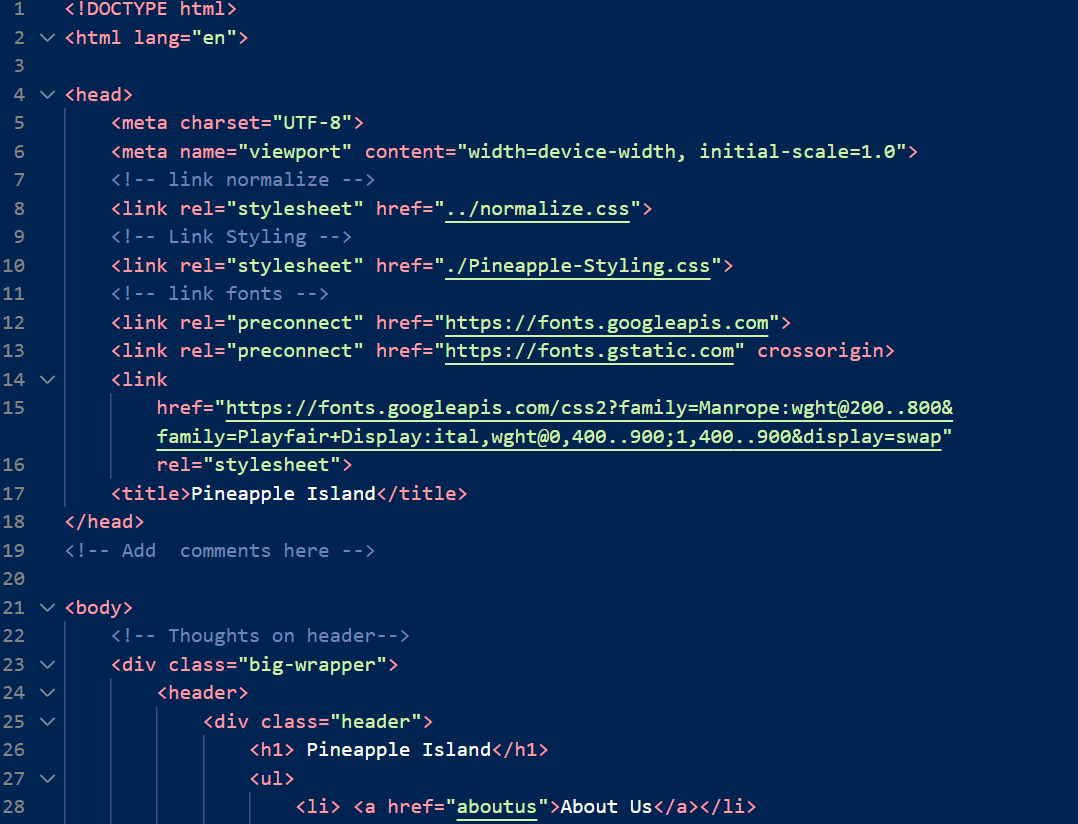 1 <!DOCTYPE html>
2 <html lang="en">
3
4 <head>
5 <meta charset="UTF-8">
6 <meta name="viewport" content="width=device-width, initial-scale=1.0">
7 <!-- link normalize -->
8 <link rel="stylesheet" href="../normalize.css">
9 <!-- Link Styling -->
10 <link rel="stylesheet" href="./Pineapple-Styling.css">
11 <!-- link fonts -->
12 <link rel="preconnect" href="https://fonts.googleapis.com">
13 <link rel="preconnect" href="https://fonts.gstatic.com" crossorigin>
14 <link
15 href="https://fonts.googleapis.com/css2?family=Manrope:wght@200..800&
family=Playfair+Display:ital,wght@0,400..900;1,400..900&display=swap"
16 rel="stylesheet">
17 <title>Pineapple Island</title>
18 </head>
19 <!-- Add  comments here -->
20
21 <body>
22 <!-- Thoughts on header-->
23 <div class="big-wrapper">
24 <header>
25 <div class="header">
26 <h1> Pineapple Island</h1>
27 <ul>
28 <li> <a href="aboutus">About Us</a></li>